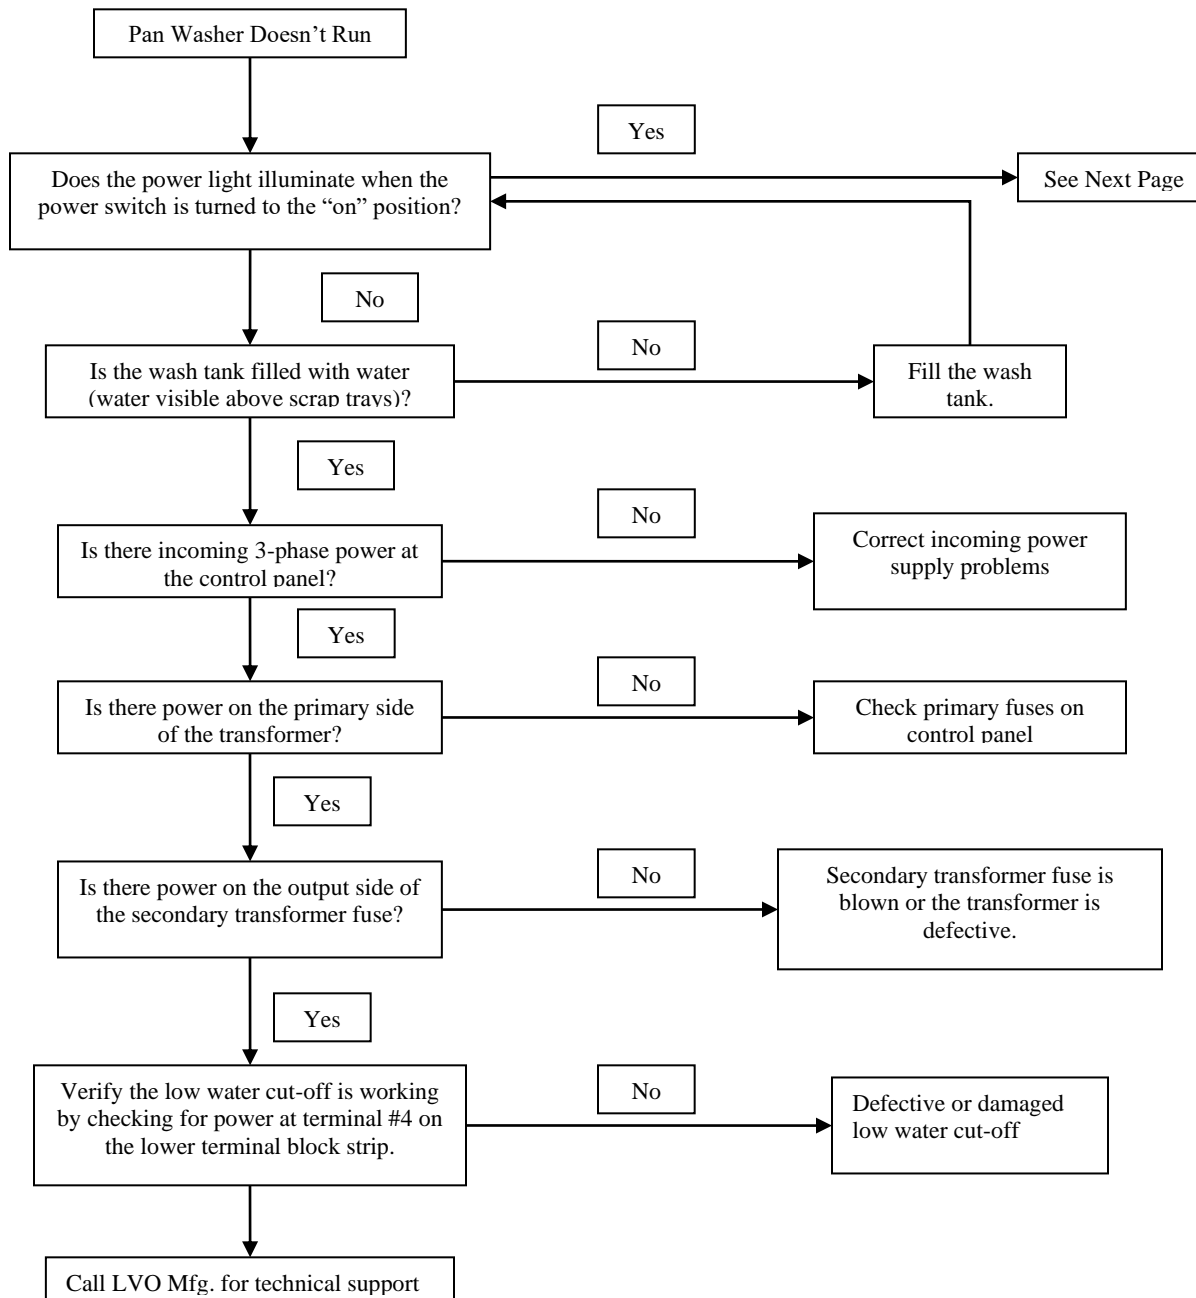 Pan Washer Doesn’t Run
Yes
Does the power light illuminate when the
power switch is turned to the “on” position?
See Next Page
No
Is the wash tank filled with water
(water visible above scrap trays)?
No
Fill the wash
tank.
Yes
Is there incoming 3-phase power at
the control panel?
No
Correct incoming power
supply problems
Yes
Is there power on the primary side
of the transformer?
No
Check primary fuses on
control panel
Yes
Is there power on the output side of
the secondary transformer fuse?
No
Secondary transformer fuse is
blown or the transformer is
defective.
Yes
Verify the low water cut-off is working
by checking for power at terminal #4 on
the lower terminal block strip.
No
Defective or damaged
low water cut-off
Call LVO Mfg. for technical support